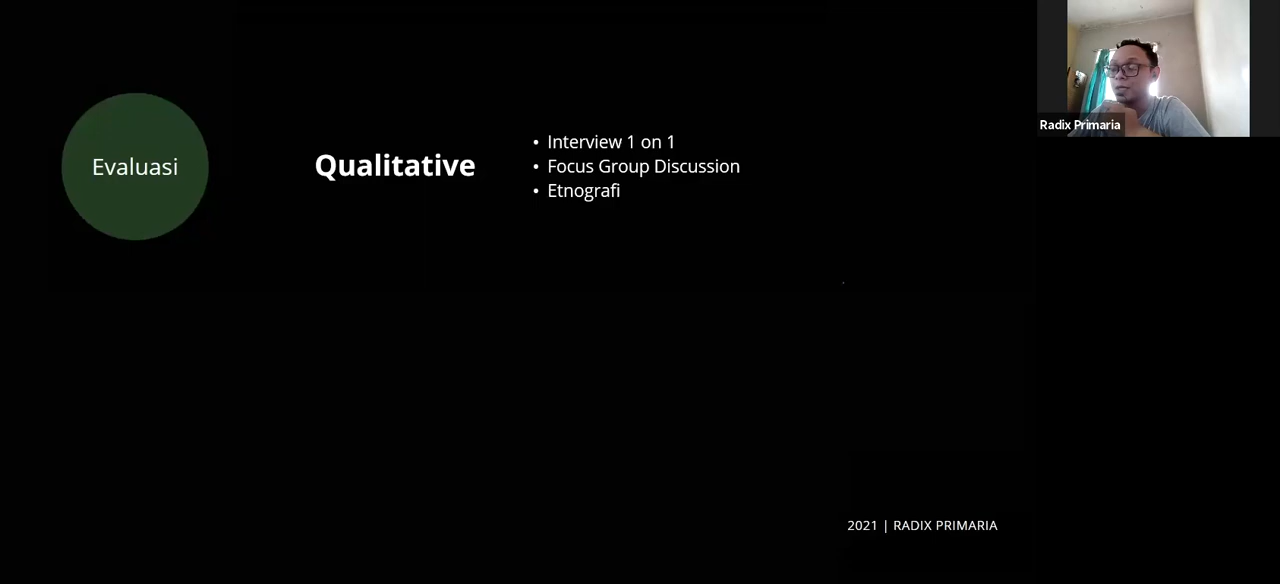 Evaluasi
Qualitative
• Interview 1 on 1
• Focus Group Discussion
• Etnografi
Radix Primaria
2021 | RADIX PRIMARIA